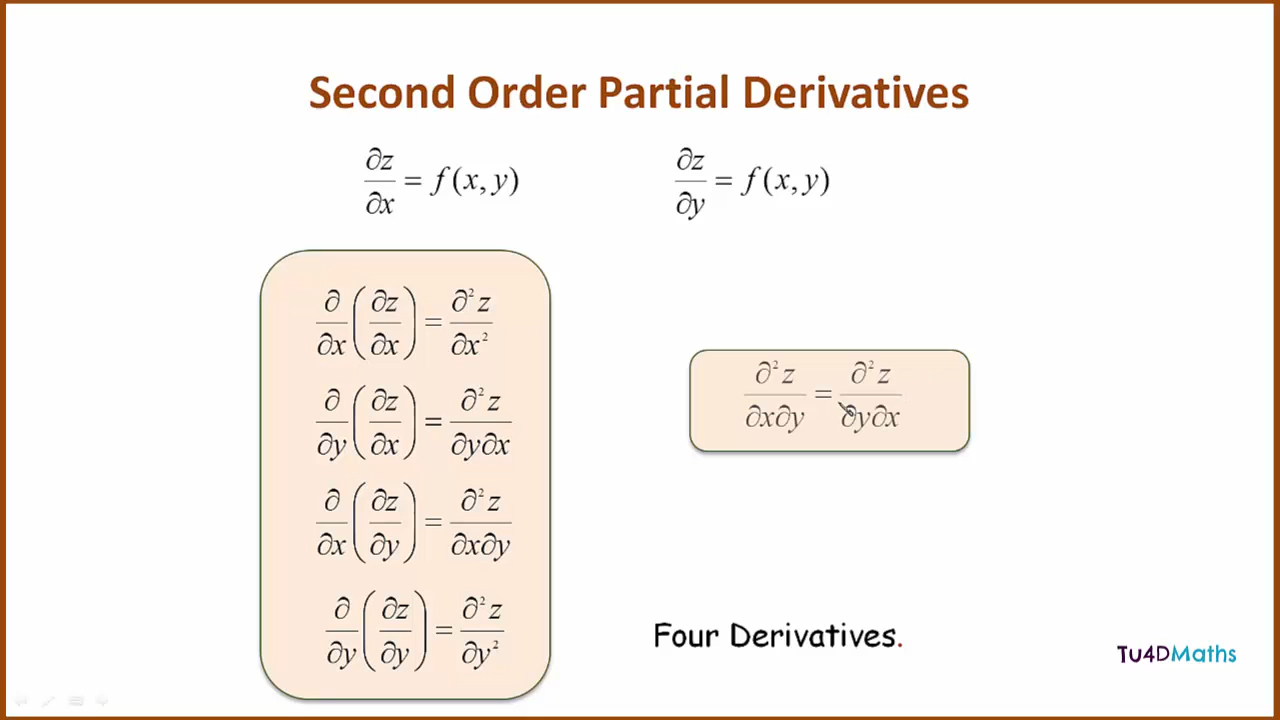 Second Order Partial Derivatives
∂z/∂x = f(x, y)
∂z/∂y = f(x, y)
∂/∂x (∂z/∂x) = ∂²z/∂x²
∂/∂y (∂z/∂x) = ∂²z/∂y∂x
∂/∂x (∂z/∂y) = ∂²z/∂x∂y
∂/∂y (∂z/∂y) = ∂²z/∂y²
∂²z/∂x∂y = ∂²z/∂y∂x
Four Derivatives.
Tu4DMaths